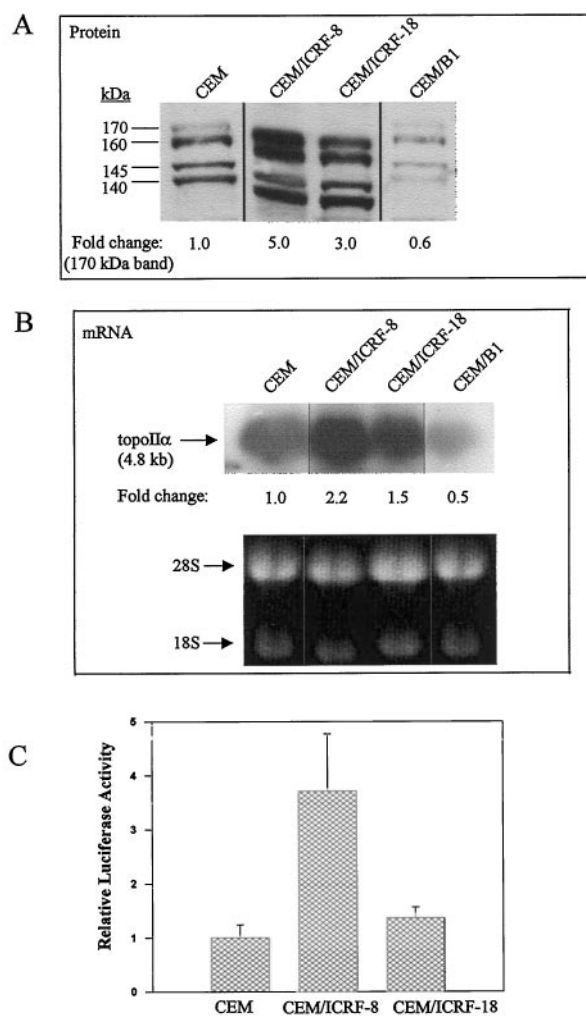 A
Protein
kDa
CEM
CEM/ICRF-8
CEM/ICRF-18
CEM/B1
170
160
145
140
Fold change: 1.0 5.0 3.0 0.6
(170 kDa band)
B
mRNA
CEM
CEM/ICRF-8
CEM/ICRF-18
CEM/B1
topoIIα
(4.8 kb)
Fold change: 1.0 2.2 1.5 0.5
28S
18S
C
Relative Luciferase Activity
5
4
3
2
1
0
CEM CEM/ICRF-8 CEM/ICRF-18